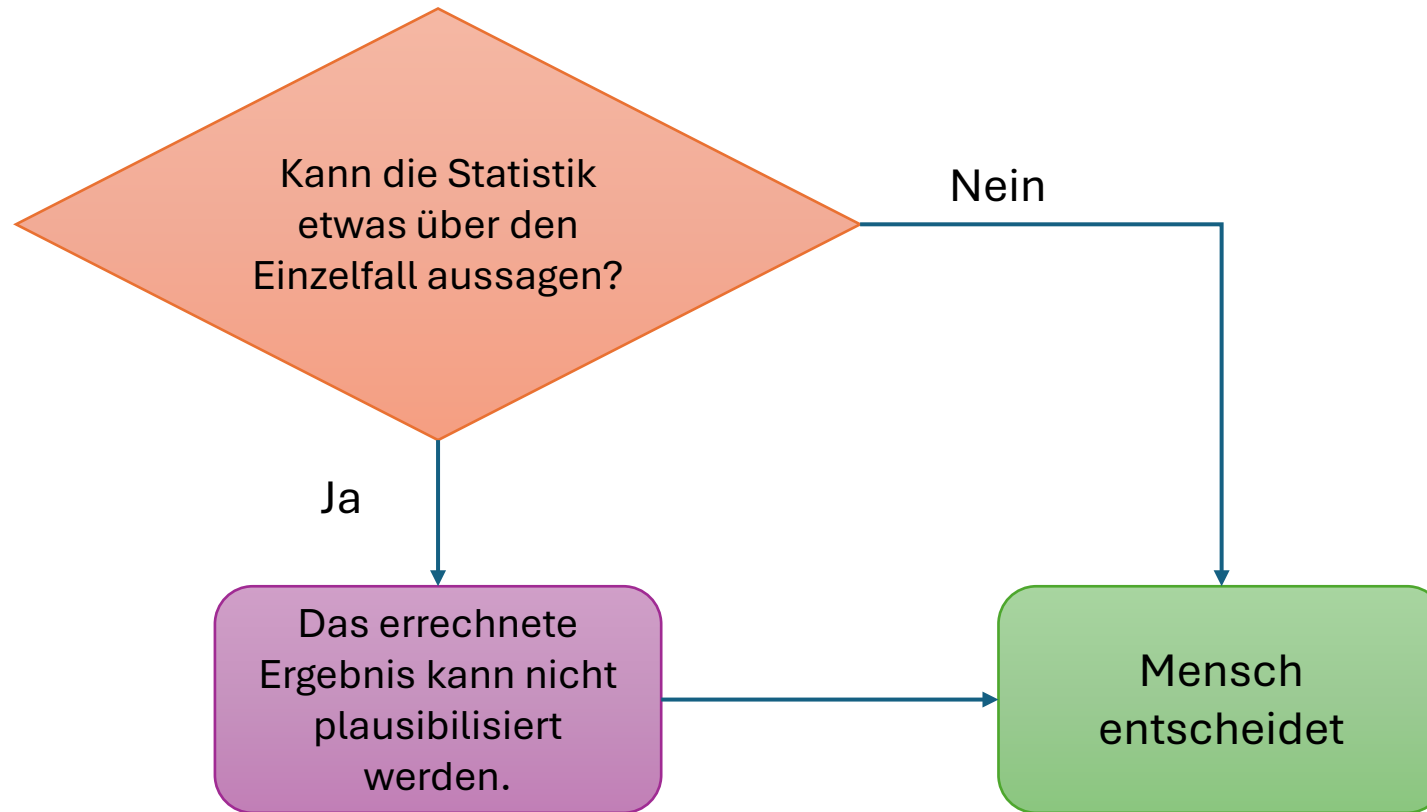 Kann die Statistik
etwas über den
Einzelfall aussagen?
Nein
Ja
Das errechnete
Ergebnis kann nicht
plausibilisiert
werden.
Mensch
entscheidet